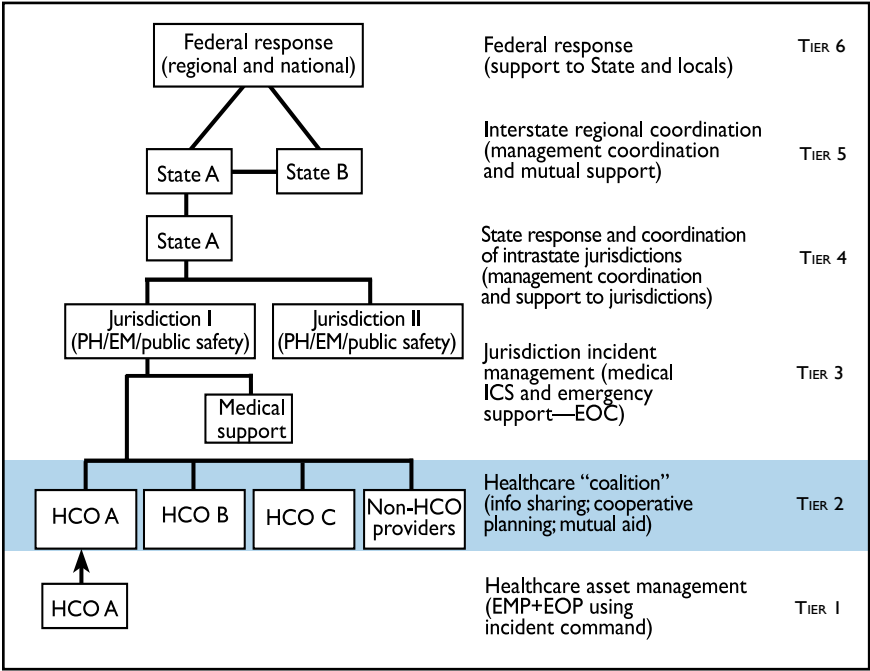 Federal response
(regional and national)
Federal response
(support to State and locals)
TIER 6
State A
State B
Interstate regional coordination
(management coordination
and mutual support)
TIER 5
State A
State response and coordination
of intrastate jurisdictions
(management coordination
and support to jurisdictions)
TIER 4
Jurisdiction I
(PH/EM/public safety)
Jurisdiction II
(PH/EM/public safety)
Medical
support
Jurisdiction incident
management (medical
ICS and emergency
support—EOC)
TIER 3
HCO A
HCO B
HCO C
Non-HCO
providers
Healthcare “coalition”
(info sharing; cooperative
planning; mutual aid)
TIER 2
HCO A
Healthcare asset management
(EMP+EOP using
incident command)
TIER 1